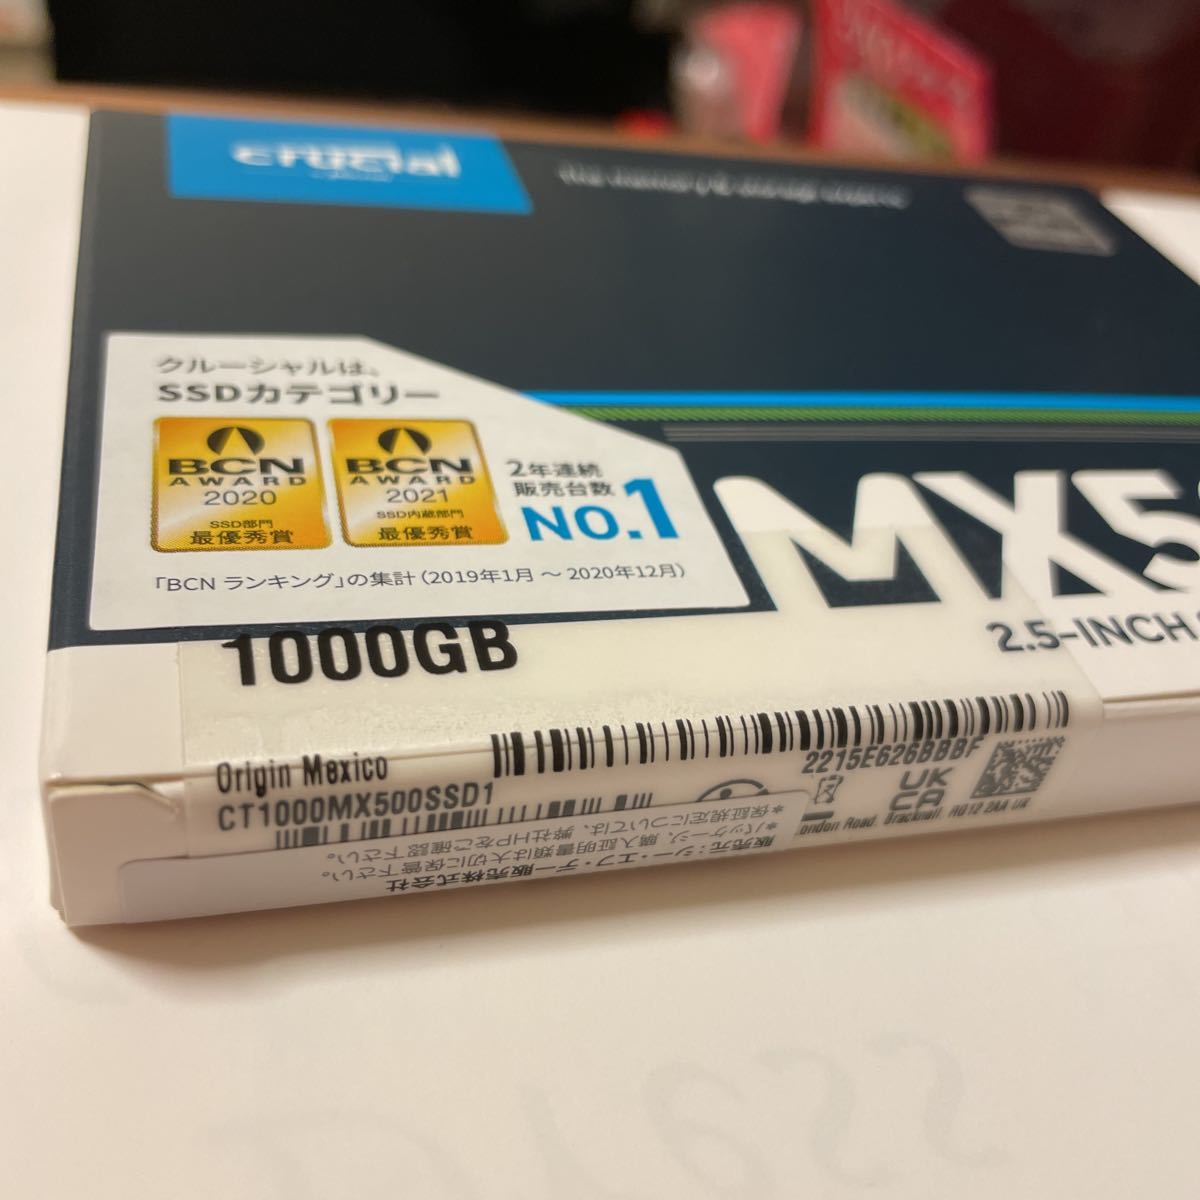 crucial
the memory & storage experts
クルーシャルは、
SSDカテゴリー
BCN
AWARD
2020
SSD部門
最優秀賞
BCN
AWARD
2021
SSD内蔵部門
最優秀賞
2年連続
販売台数
NO.1
「BCN ランキング」の集計（2019年1月 ～ 2020年12月）
MX5
2.5-INCH
1000GB
Origin Mexico
CT1000MX500SSD1
2215E626BBBF
UK
CA
London Road, Bracknell, RG12 2AA UK
販売元：シー・エフ・デー販売株式会社
*パッケージ、購入証明書類は大切に保管下さい。
*保証規定については、弊社HPをご確認下さい。